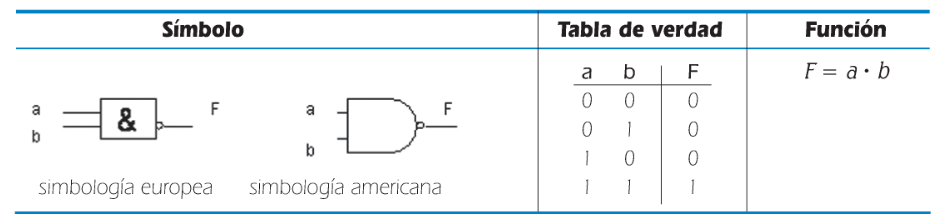 Símbolo Tabla de verdad Función
a b F F = a · b
0 0 0
0 1 0
1 0 0
1 1 1
a & F
b
a F
b
simbología europea simbología americana